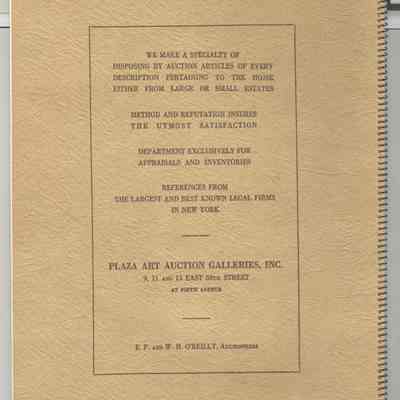 WE MAKE A SPECIALTY OF
DISPOSING BY AUCTION ARTICLES OF EVERY
DESCRIPTION PERTAINING TO THE HOME
EITHER FROM LARGE OR SMALL ESTATES
METHOD AND REPUTATION INSURES
THE UTMOST SATISFACTION
DEPARTMENT EXCLUSIVELY FOR
APPRAISALS AND INVENTORIES
REFERENCES FROM
THE LARGEST AND BEST KNOWN LEGAL FIRMS
IN NEW YORK
PLAZA ART AUCTION GALLERIES, INC.
9, 11 AND 13 EAST 59TH STREET
AT FIFTH AVENUE
E. P. AND W. H. O'REILLY, AUCTIONEERS